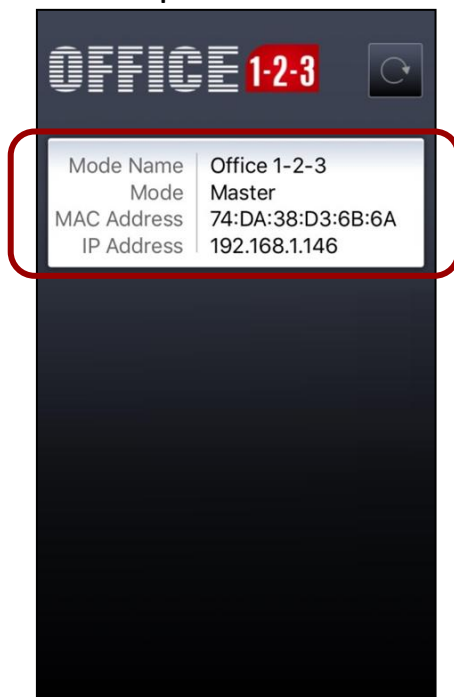 OFFICE 1-2-3
Mode Name Office 1-2-3
Mode Master
MAC Address 74:DA:38:D3:6B:6A
IP Address 192.168.1.146